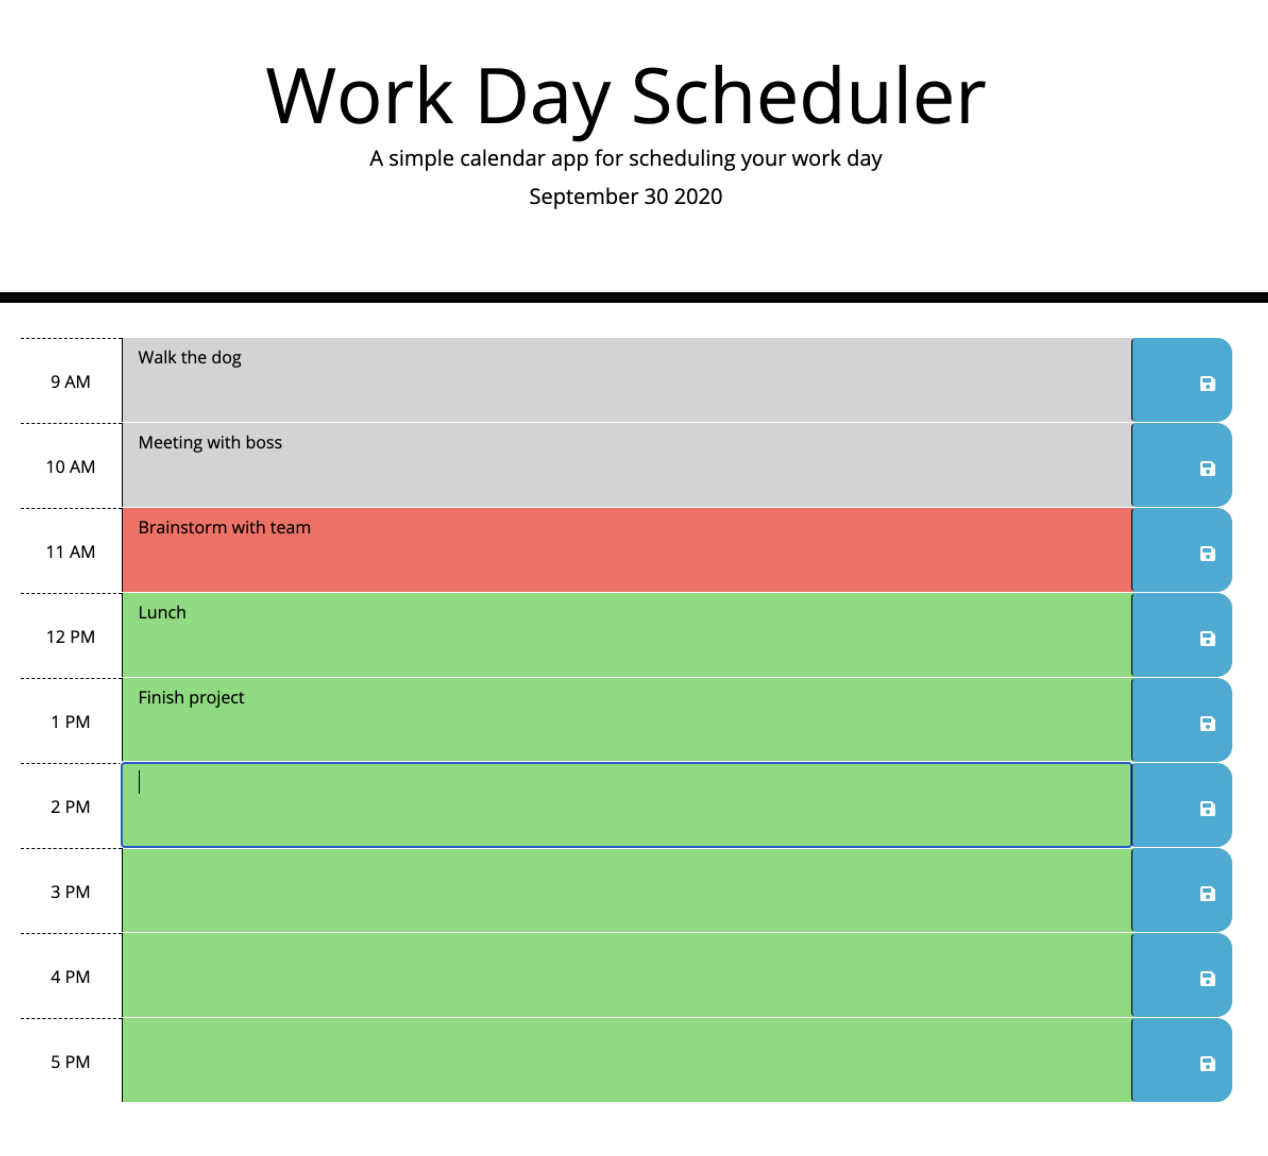 Work Day Scheduler
A simple calendar app for scheduling your work day
September 30 2020
9 AM
Walk the dog
10 AM
Meeting with boss
11 AM
Brainstorm with team
12 PM
Lunch
1 PM
Finish project
2 PM
3 PM
4 PM
5 PM